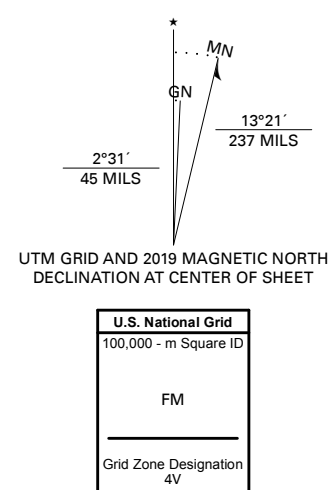 ★
MN
GN
13°21´
237 MILS
2°31´
45 MILS
UTM GRID AND 2019 MAGNETIC NORTH
DECLINATION AT CENTER OF SHEET
U.S. National Grid
100,000 - m Square ID
FM
Grid Zone Designation
4V